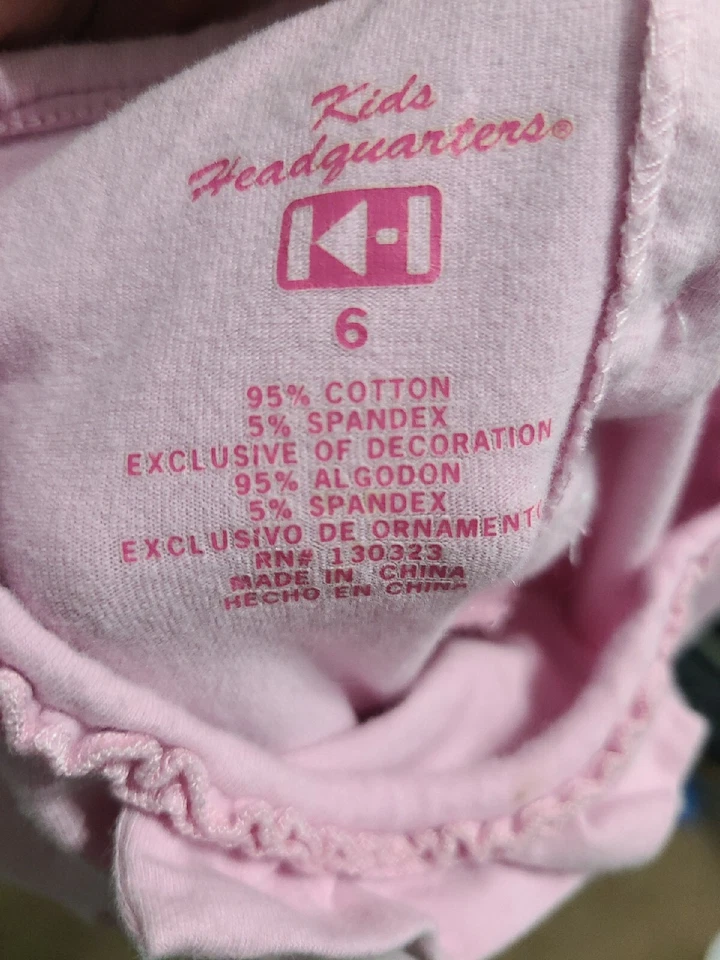 Kids
Headquarters®
6
95% COTTON
5% SPANDEX
EXCLUSIVE OF DECORATION
95% ALGODON
5% SPANDEX
EXCLUSIVO DE ORNAMENTO
RN# 130323
MADE IN CHINA
HECHO EN CHINA